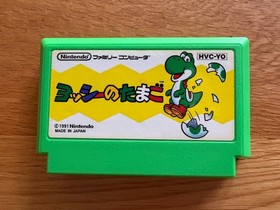 Nintendo ファミリー コンピュータ
HVC-YO
ヨッシーのたまご
©1991 Nintendo
MADE IN JAPAN